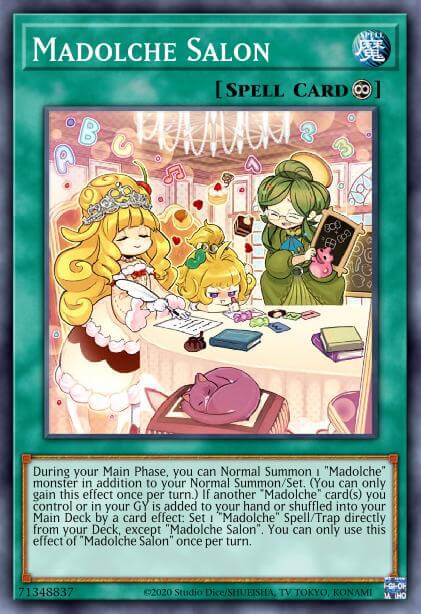 MADOLCHE SALON
SPELL
魔
[SPELL CARD]
A B C
1 2 3
During your Main Phase, you can Normal Summon 1 "Madolche"
monster in addition to your Normal Summon/Set. (You can only
gain this effect once per turn.) If another "Madolche" card(s) you
control or in your GY is added to your hand or shuffled into your
Main Deck by a card effect: Set 1 "Madolche" Spell/Trap directly
from your Deck, except "Madolche Salon". You can only use this
effect of "Madolche Salon" once per turn.
71348837
©2020 Studio Dice/SHUEISHA, TV TOKYO, KONAMI